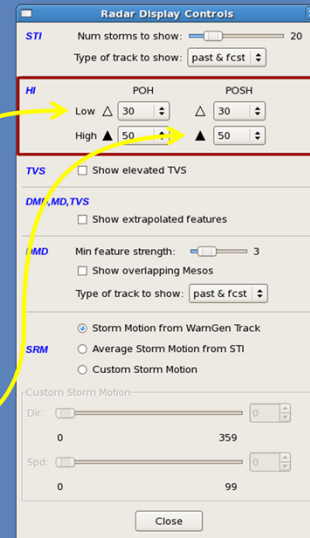 Radar Display Controls
STI Num storms to show: 20
Type of track to show: past & fcst
HI POH POSH
Low 30 30
High 50 50
TVS Show elevated TVS
DMD,MD,TVS
Show extrapolated features
DMD Min feature strength: 3
Show overlapping Mesos
Type of track to show: past & fcst
Storm Motion from WarnGen Track
SRM Average Storm Motion from STI
Custom Storm Motion
Custom Storm Motion
Dir: 0
0 359
Spd: 0
0 99
Close